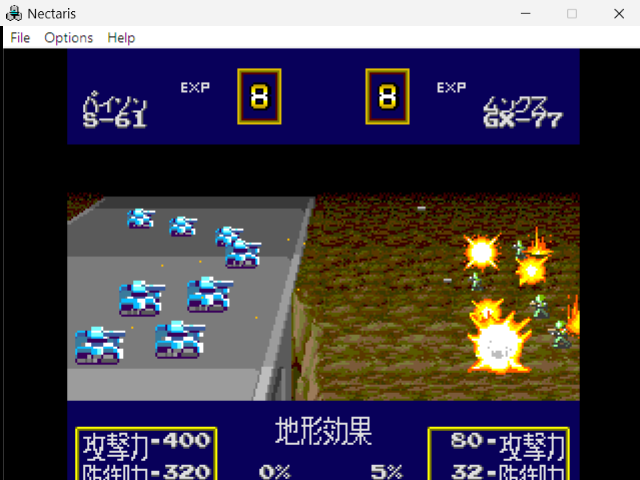 Nectaris
File Options Help
バイソン
S-61
EXP
8
8
EXP
ムンクス
GX-77
地形効果
攻撃力-400
防御力-320
0%
5%
80-攻撃力
32-防御力